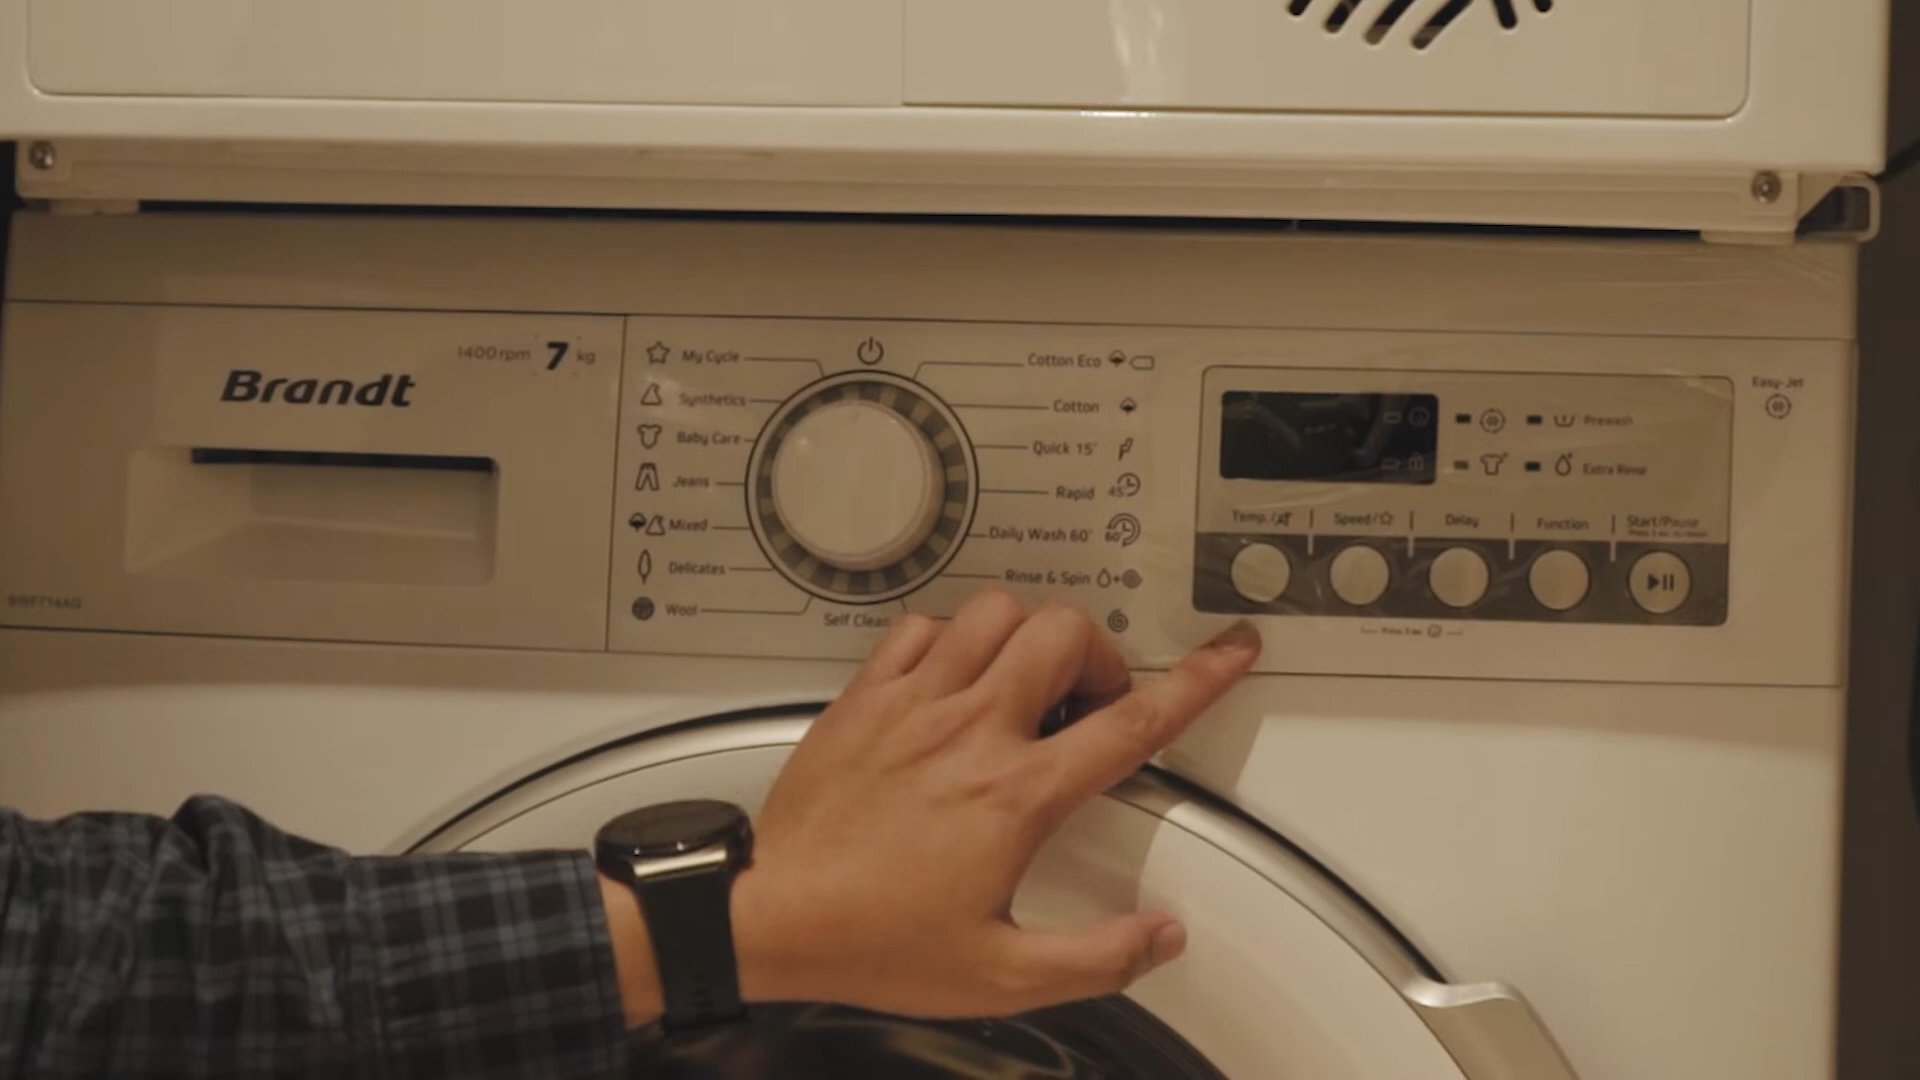 1400rpm 7 kg
Brandt
My Cycle
Synthetics
Baby Care
Jeans
Mixed
Delicates
Wool
Self Clean
Cotton Eco
Cotton
Quick 15'
Rapid 45'
Daily Wash 60' 60'
Rinse & Spin
Prewash
Extra Rinse
Easy-Jet
Temp. / Speed / Delay Function Start/Pause